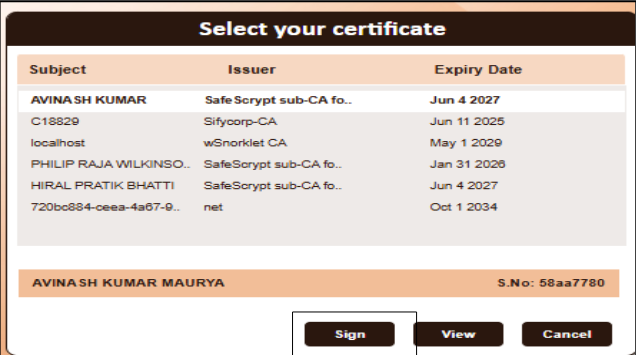 Select your certificate
Subject Issuer Expiry Date
AVINASH KUMAR SafeScrypt sub-CA fo.. Jun 4 2027
C18829 Sifycorp-CA Jun 11 2025
localhost wSnorklet CA May 1 2029
PHILIP RAJA WILKINSO.. SafeScrypt sub-CA fo.. Jan 31 2026
HIRAL PRATIK BHATTI SafeScrypt sub-CA fo.. Jun 4 2027
720bc884-ceea-4a67-9.. net Oct 1 2034
AVINASH KUMAR MAURYA S.No: 58aa7780
Sign View Cancel